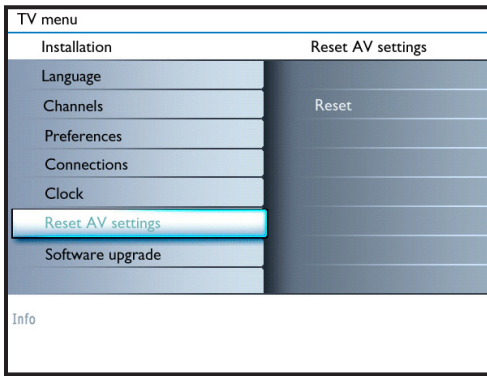 TV menu
Installation
Reset AV settings
Language
Channels
Reset
Preferences
Connections
Clock
Reset AV settings
Software upgrade
Info